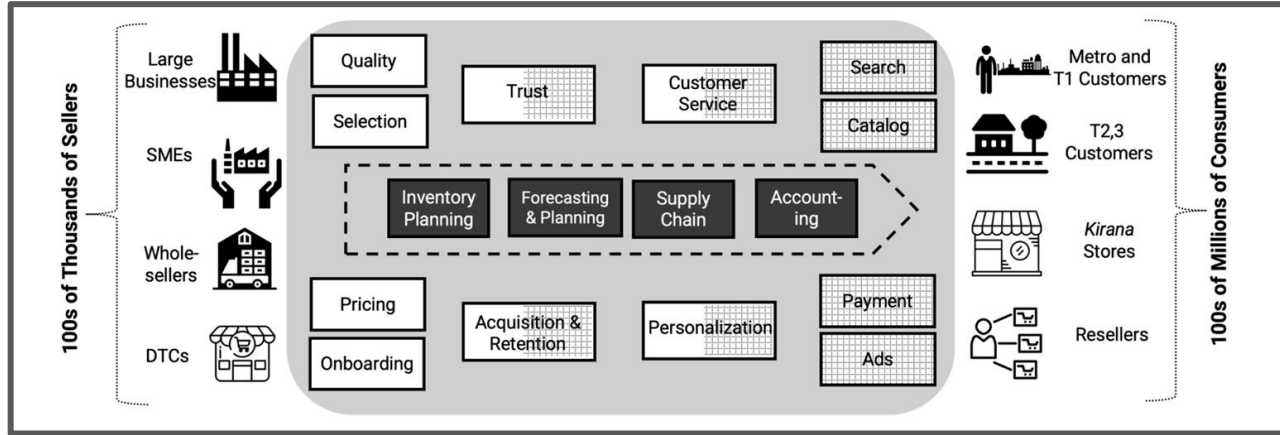 100s of Thousands of Sellers
Large
Businesses
SMEs
Whole-
sellers
DTCs
Quality
Selection
Trust
Customer
Service
Search
Catalog
Inventory
Planning
Forecasting
& Planning
Supply
Chain
Account-
ing
Pricing
Onboarding
Acquisition &
Retention
Personalization
Payment
Ads
Metro and
T1 Customers
T2,3
Customers
Kirana
Stores
Resellers
100s of Millions of Consumers